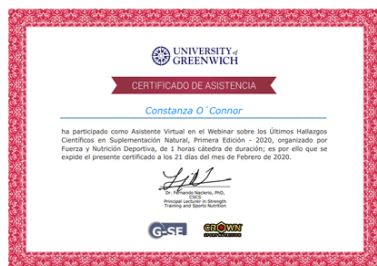 UNIVERSITY of
GREENWICH
CERTIFICADO DE ASISTENCIA
Constanza O´Connor
ha participado como Asistente Virtual en el Webinar sobre los Últimos Hallazgos
Científicos en Suplementación Natural, Primera Edición - 2020, organizado por
Fuerza y Nutrición Deportiva, de 1 horas cátedra de duración; es por ello que se
expide el presente certificado a los 21 días del mes de Febrero de 2020.
Dr. Fernando Naclerio, PhD,
CSCS
Principal Lecturer in Strength
Training and Sports Nutrition
G-SE
CROWN
SPORT NUTRITION